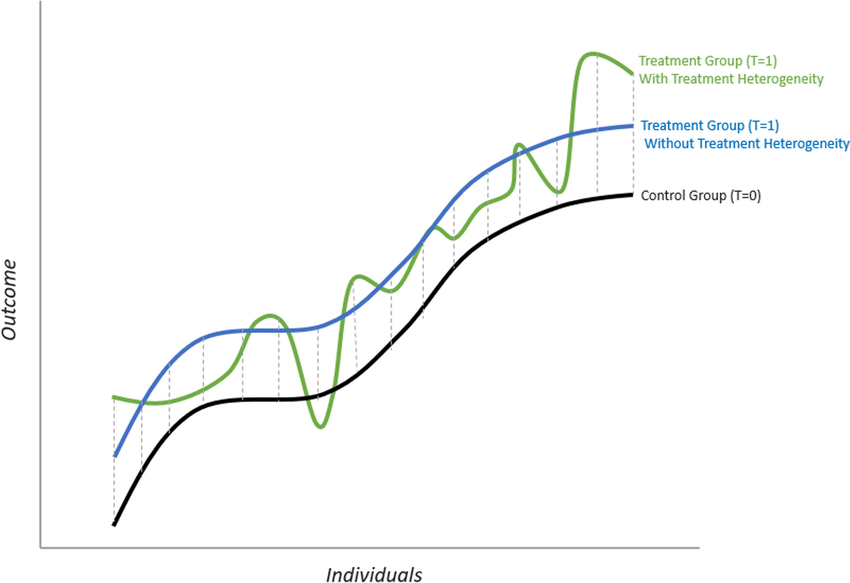 Treatment Group (T=1)
With Treatment Heterogeneity
Treatment Group (T=1)
Without Treatment Heterogeneity
Control Group (T=0)
Outcome
Individuals